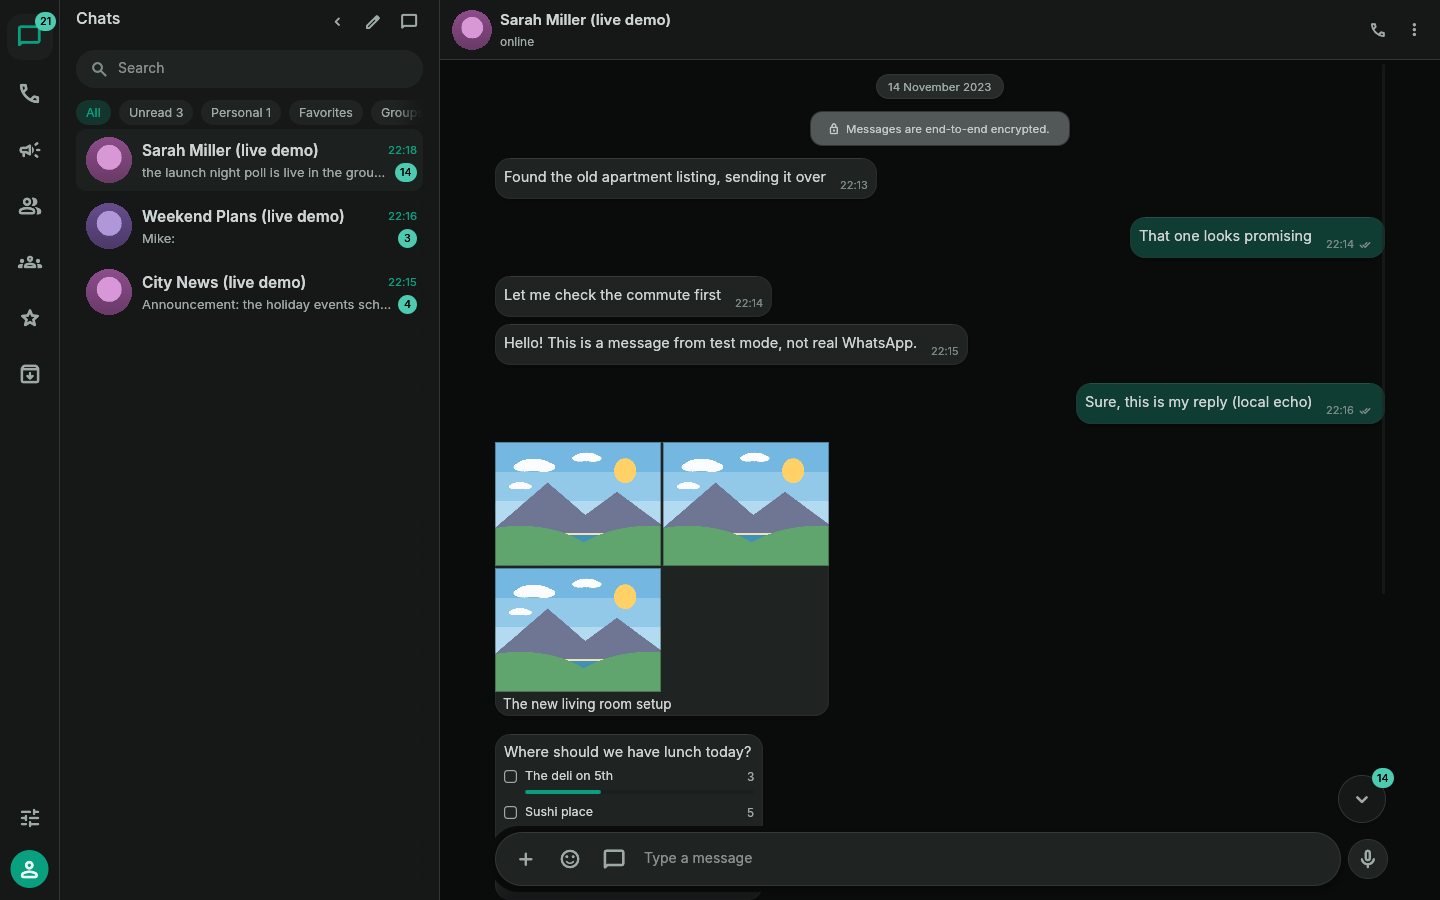 21
Chats
Search
All
Unread 3
Personal 1
Favorites
Group
Sarah Miller (live demo)
22:18
the launch night poll is live in the grou...
14
Weekend Plans (live demo)
22:16
Mike:
3
City News (live demo)
22:15
Announcement: the holiday events sch...
4
Sarah Miller (live demo)
online
14 November 2023
Messages are end-to-end encrypted.
Found the old apartment listing, sending it over
22:13
That one looks promising
22:14
Let me check the commute first
22:14
Hello! This is a message from test mode, not real WhatsApp.
22:15
Sure, this is my reply (local echo)
22:16
The new living room setup
Where should we have lunch today?
The deli on 5th
3
Sushi place
5
14
Type a message